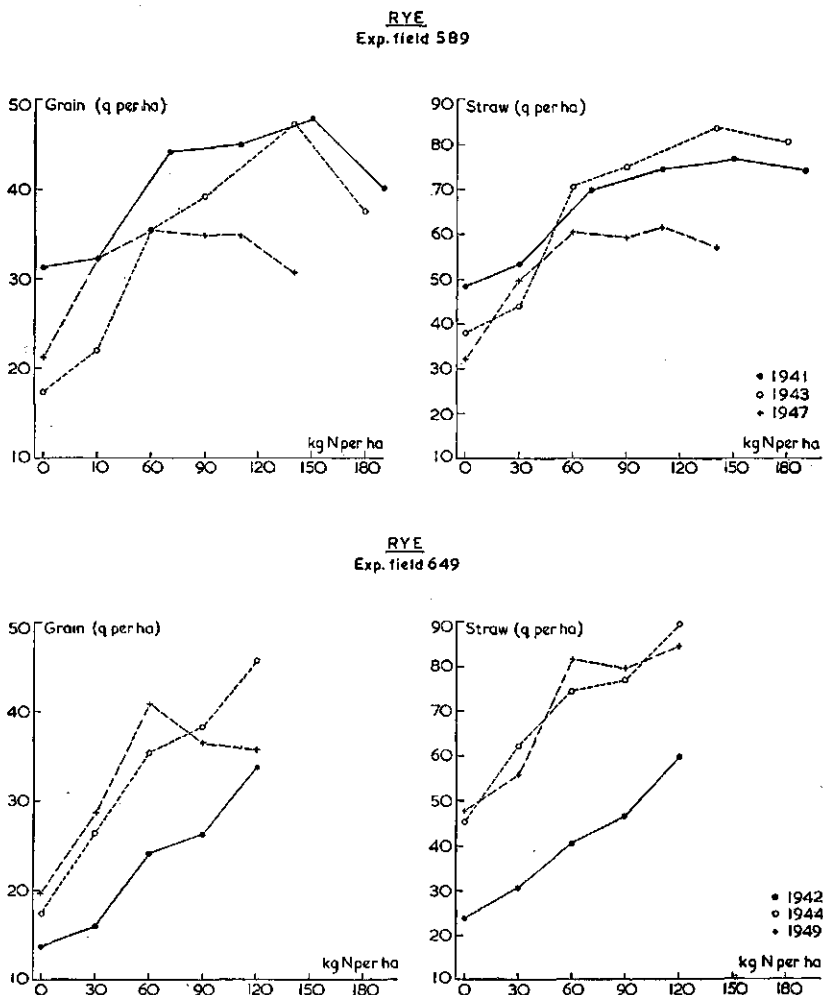 RYE
Exp. field 589
Grain (q per ha)
50
40
30
20
10
0 10 60 90 120 150 180
kg N per ha
Straw (q per ha)
90
80
70
60
50
40
30
20
10
0 30 60 90 120 150 180
kg N per ha
1941
1943
1947
RYE
Exp. field 649
Grain (q per ha)
50
40
30
20
10
0 30 60 90 120 150 180
kg N per ha
Straw (q per ha)
90
80
70
60
50
40
30
20
10
0 30 60 90 120 150 180
kg N per ha
1942
1944
1949